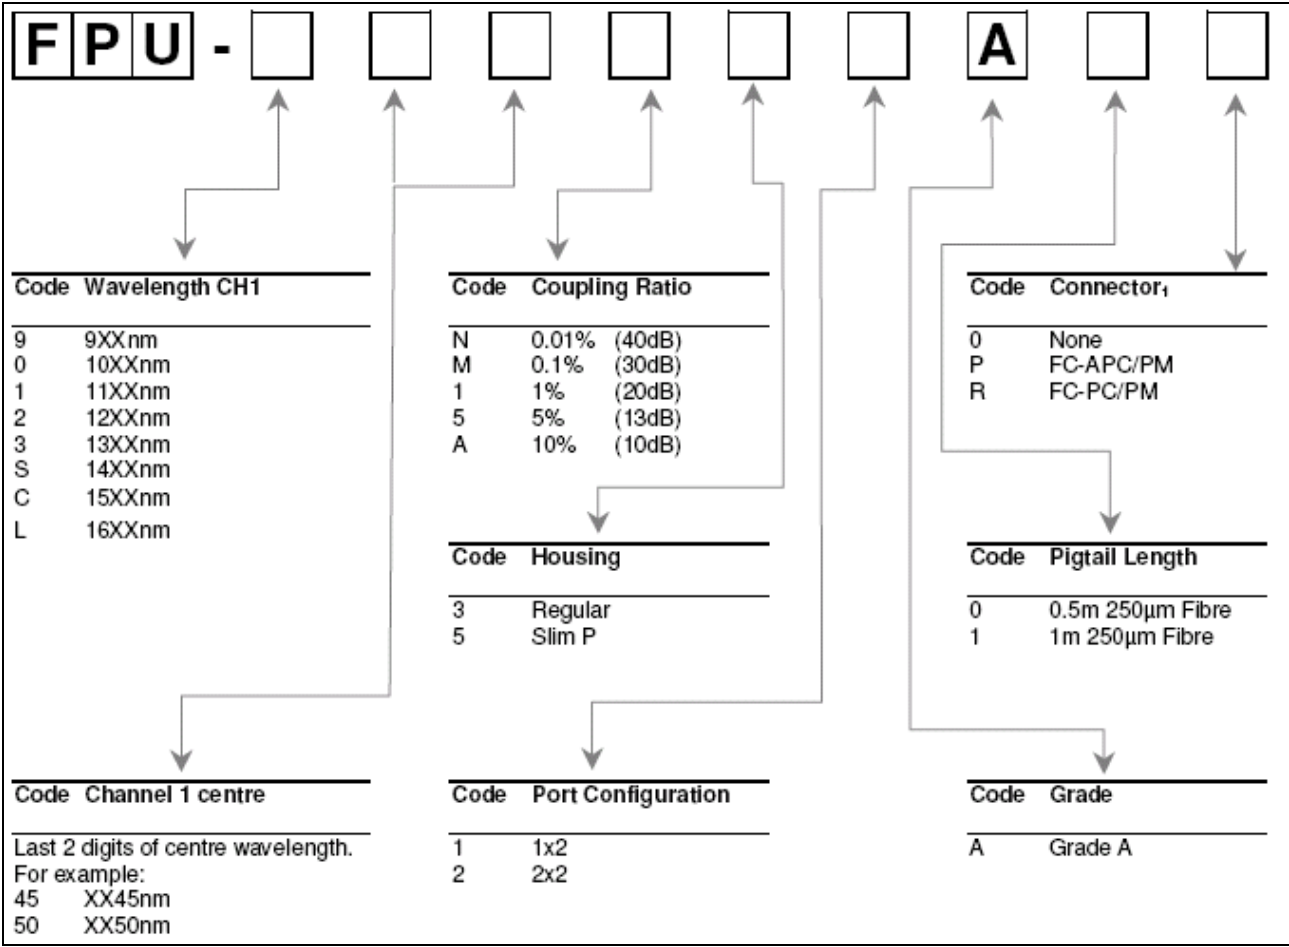 FPU - A
Code Wavelength CH1
9 9XXnm
0 10XXnm
1 11XXnm
2 12XXnm
3 13XXnm
S 14XXnm
C 15XXnm
L 16XXnm
Code Coupling Ratio
N 0.01% (40dB)
M 0.1% (30dB)
1 1% (20dB)
5 5% (13dB)
A 10% (10dB)
Code Connector₁
0 None
P FC-APC/PM
R FC-PC/PM
Code Housing
3 Regular
5 Slim P
Code Pigtail Length
0 0.5m 250µm Fibre
1 1m 250µm Fibre
Code Channel 1 centre
Last 2 digits of centre wavelength.
For example:
45 XX45nm
50 XX50nm
Code Port Configuration
1 1x2
2 2x2
Code Grade
A Grade A